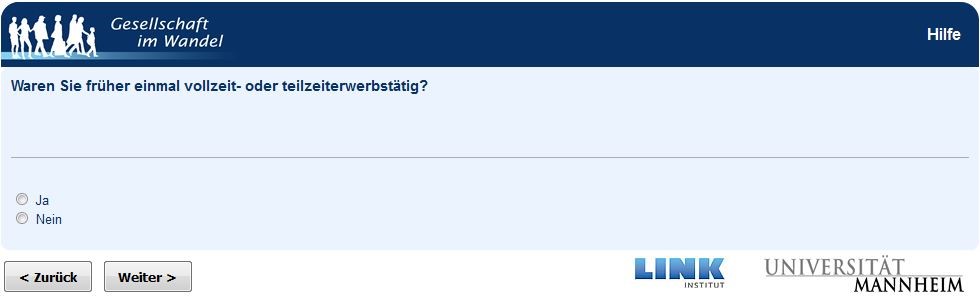 Gesellschaft
im Wandel
Hilfe
Waren Sie früher einmal vollzeit- oder teilzeiterwerbstätig?
Ja
Nein
< Zurück
Weiter >
LINK
INSTITUT
UNIVERSITÄT
MANNHEIM